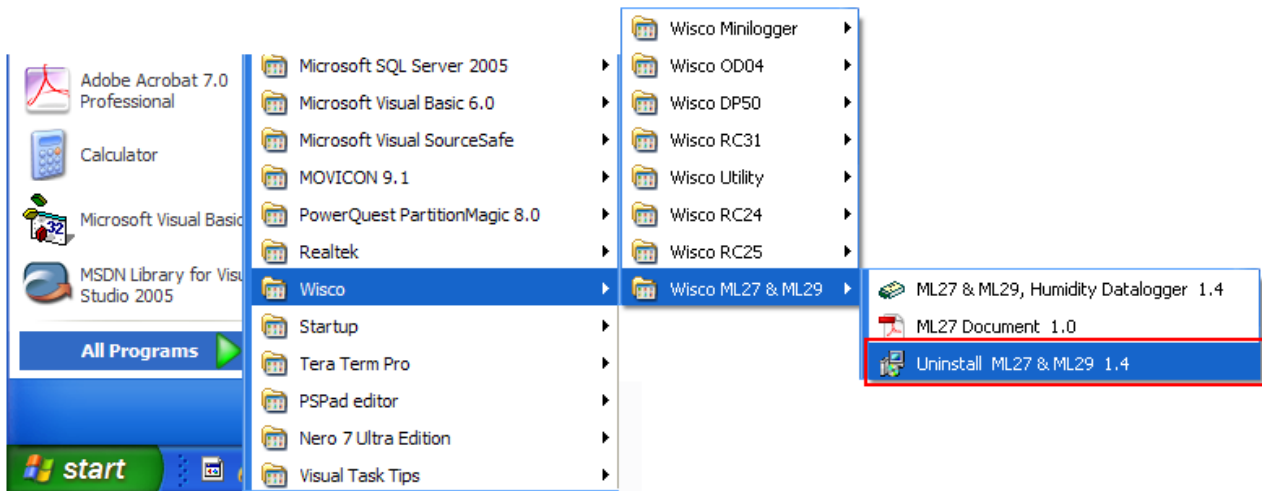 Adobe Acrobat 7.0
Professional
Calculator
Microsoft Visual Basic
MSDN Library for Visu
Studio 2005
All Programs
start
Microsoft SQL Server 2005
Microsoft Visual Basic 6.0
Microsoft Visual SourceSafe
MOVICON 9.1
PowerQuest PartitionMagic 8.0
Realtek
Wisco
Startup
Tera Term Pro
PSPad editor
Nero 7 Ultra Edition
Visual Task Tips
Wisco Minilogger
Wisco OD04
Wisco DP50
Wisco RC31
Wisco Utility
Wisco RC24
Wisco RC25
Wisco ML27 & ML29
ML27 & ML29, Humidity Datalogger 1.4
ML27 Document 1.0
Uninstall ML27 & ML29 1.4